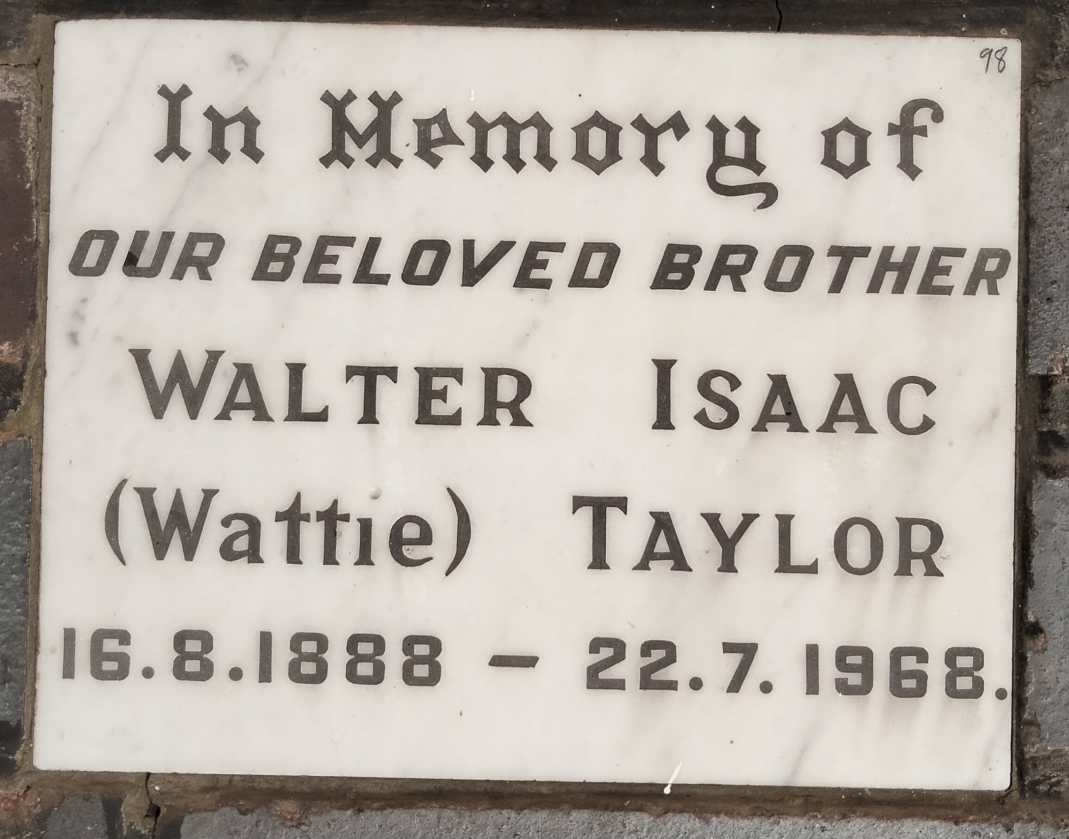 98
In Memory of
OUR BELOVED BROTHER
WALTER ISAAC
(Wattie) TAYLOR
16.8.1888 – 22.7.1968.